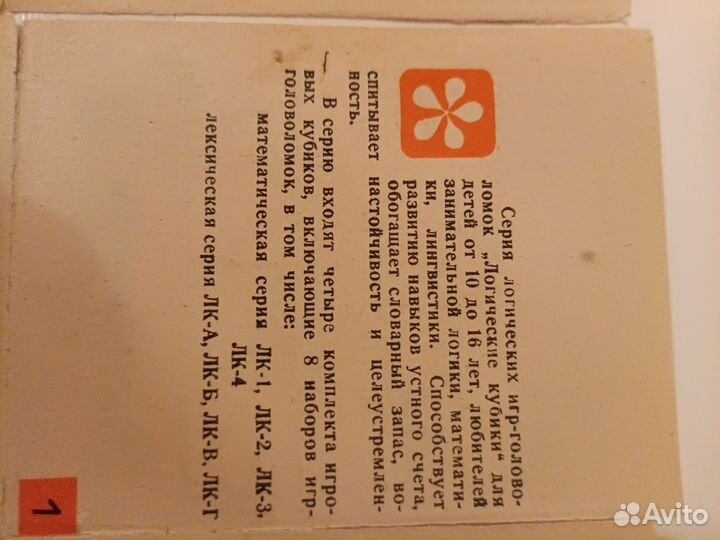 Серия логических игр-голово-
ломок „Логические кубики“ для
детей от 10 до 16 лет, любителей
занимательной логики, математи-
ки, лингвистики. Способствует
развитию навыков устного счета,
обогащает словарный запас, во-
спитывает настойчивость и целеустремлен-
ность.
В серию входят четыре комплекта игро-
вых кубиков, включающие 8 наборов игр-
головоломок, в том числе:
математическая серия ЛК-1, ЛК-2, ЛК-3,
ЛК-4
лексическая серия ЛК-А, ЛК-Б, ЛК-В, ЛК-Г
1
Avito